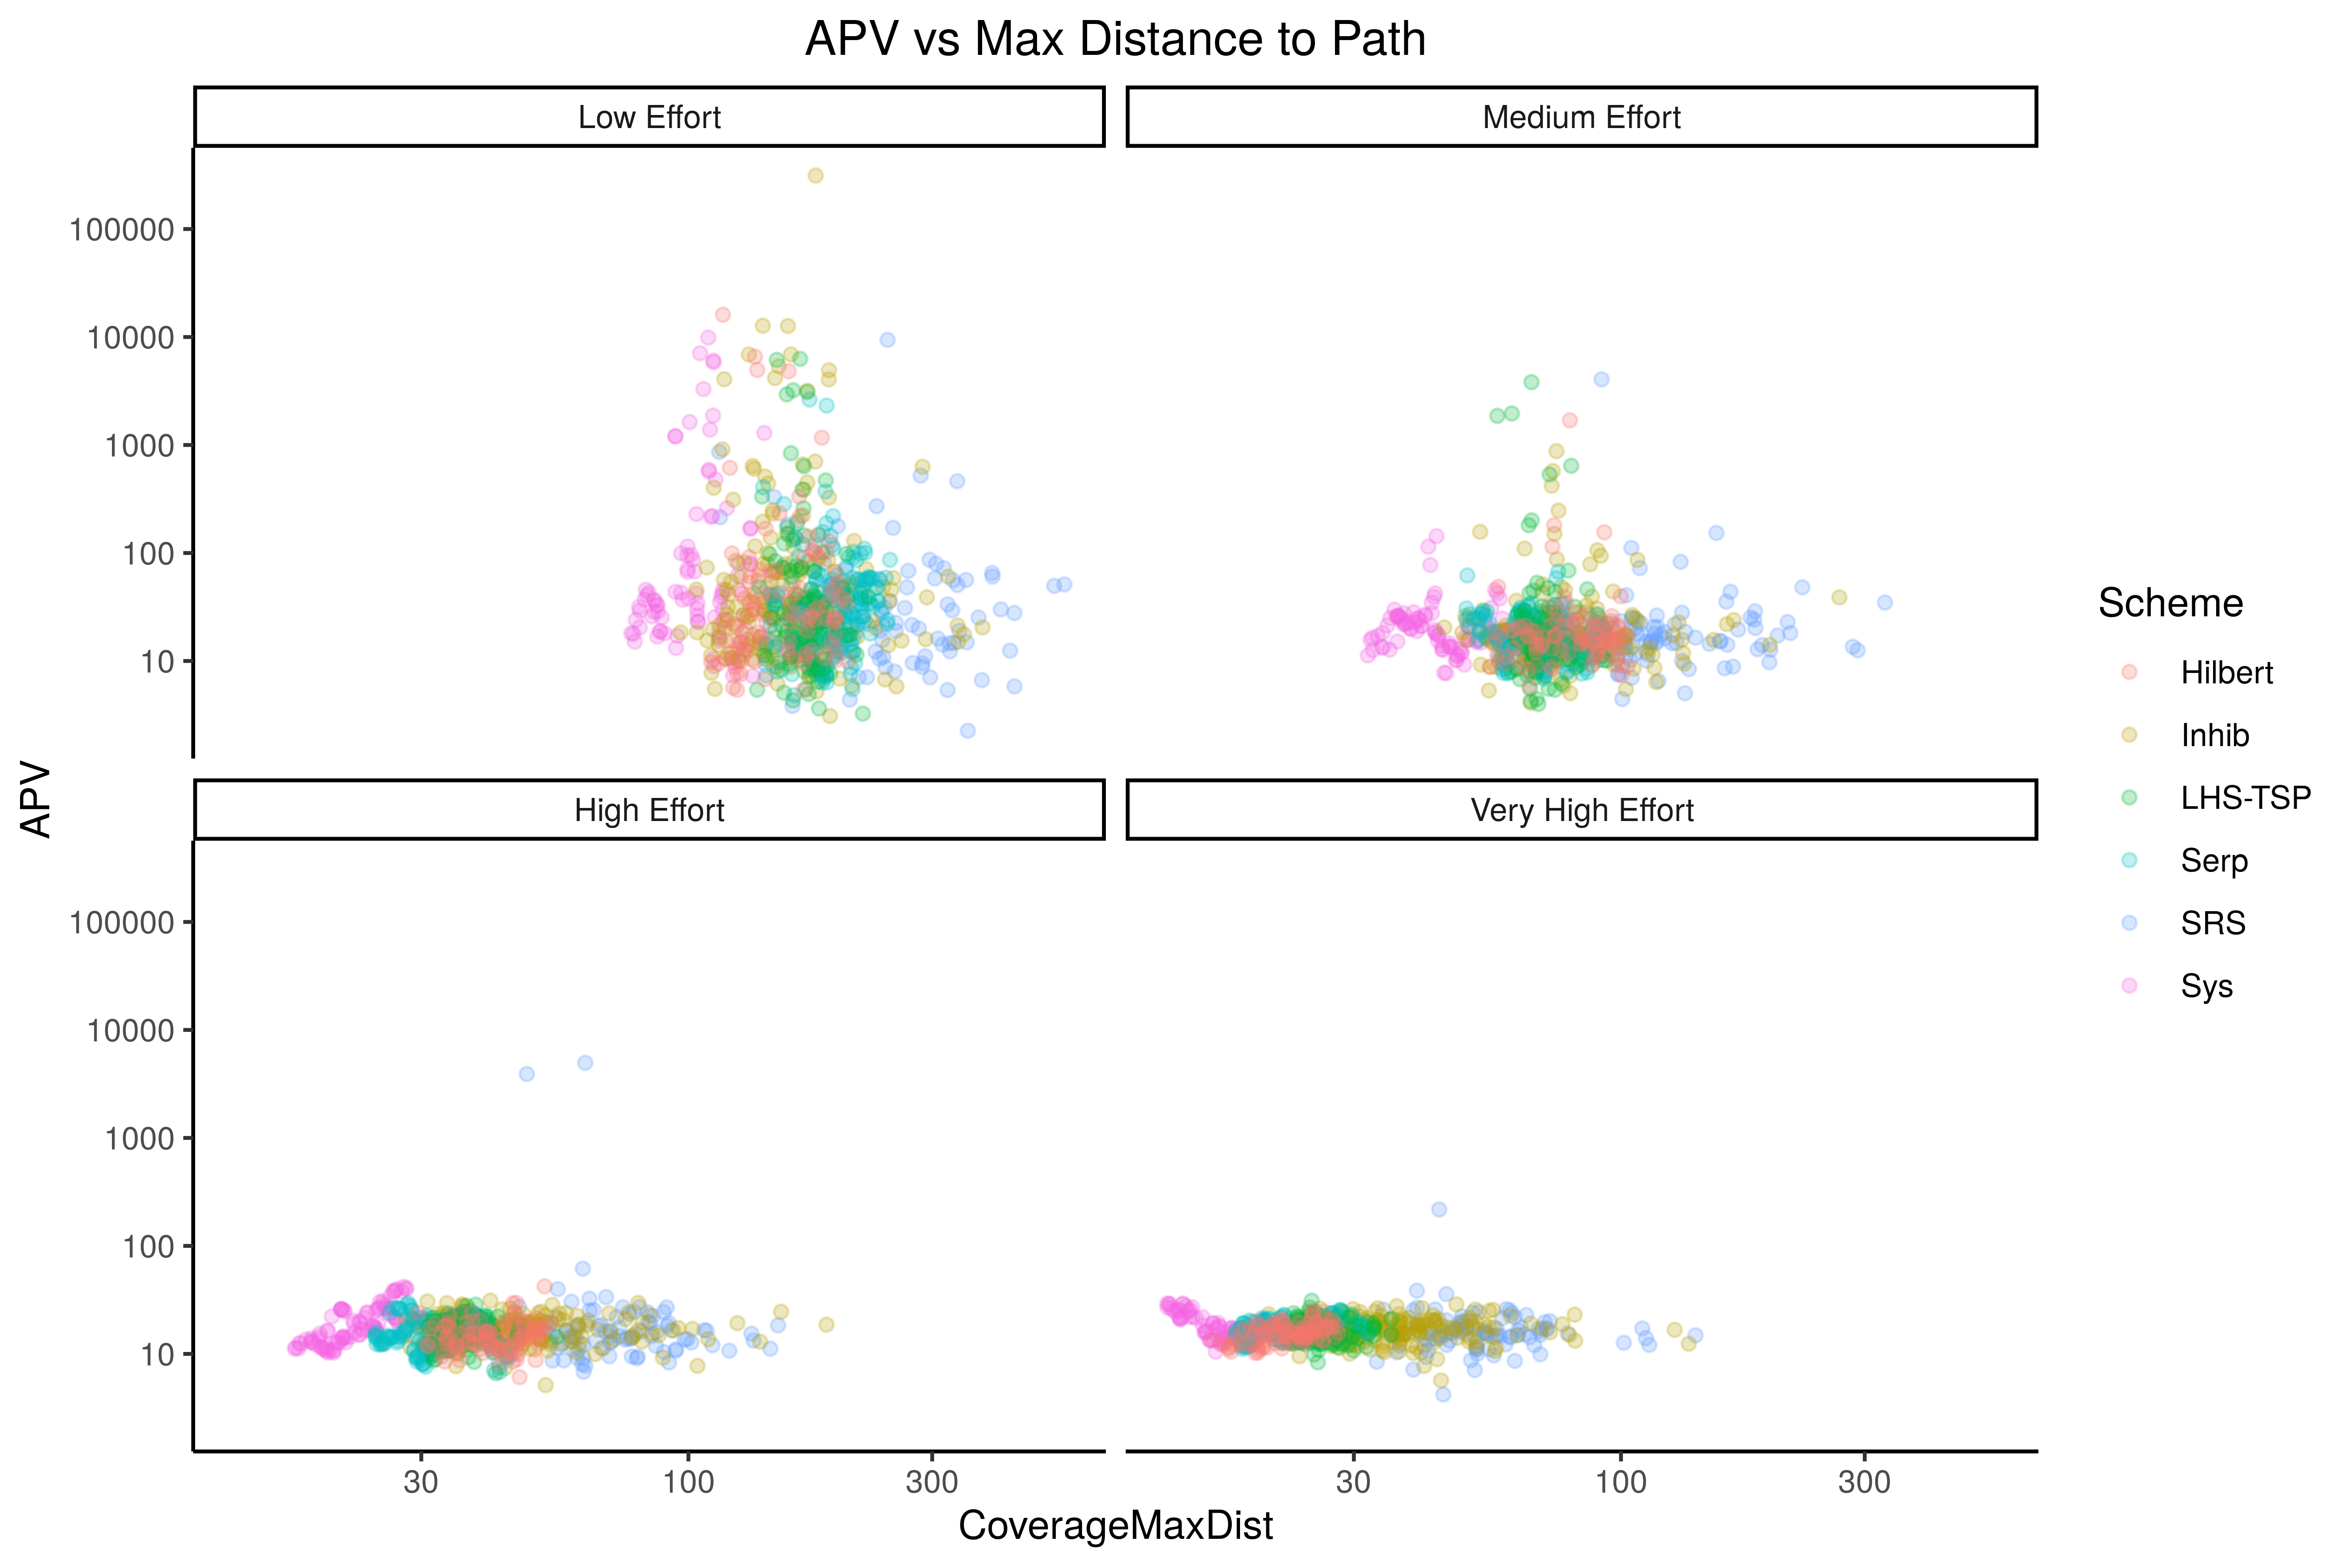 APV vs Max Distance to Path
Low Effort
Medium Effort
100000
10000
1000
100
10
High Effort
Very High Effort
100000
10000
1000
100
10
30
100
300
30
100
300
CoverageMaxDist
APV
Scheme
Hilbert
Inhib
LHS-TSP
Serp
SRS
Sys